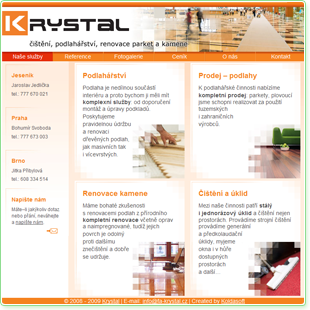 KRYSTAL
čištění, podlahářství, renovace parket a kamene
Naše služby Reference Fotogalerie Ceník O nás Kontakt
Jeseník
Jaroslav Jedlička
tel.: 777 670 021
Praha
Bohumil Svoboda
tel.: 777 673 003
Brno
Jitka Přibylová
tel.: 608 334 514
Napište nám
Máte-li jakýkoliv dotaz
nebo přání, neváhejte
a napište nám.
Podlahářství
Podlaha je nedílnou součástí
interiéru a proto bychom ji měli mít
komplexní služby: od doporučení
montáž a úpravy podkladů.
Poskytujeme
pravidelnou údržbu
a renovaci
dřevěných podlah,
jak masivních tak
i vícevrstvých.
Prodej – podlahy
K podlahářské činnosti nabízíme
kompletní prodej parkety, plovoucí
jsme schopni realizovat za použití
tuzemských
i zahraničních
výrobců.
Renovace kamene
Máme bohaté zkušenosti
s renovacemi podlah z přírodního
kompletní renovace včetně oprav
a naimpregnované, tudíž jejich
povrch je odolný
proti dalšímu
znečištění a dobře
se udržuje.
Čištění a úklid
Mezi naše činnosti patří stálý
i jednorázový úklid a čištění nejen
prostorách. Provádíme strojní čištění
provádíme generální
a předkolaudační
úklidy, myjeme
okna i v hůře
dostupných
prostorách
a další...
© 2008 - 2009 Krystal | E-mail: info@fa-krystal.cz | Created by Koldasoft